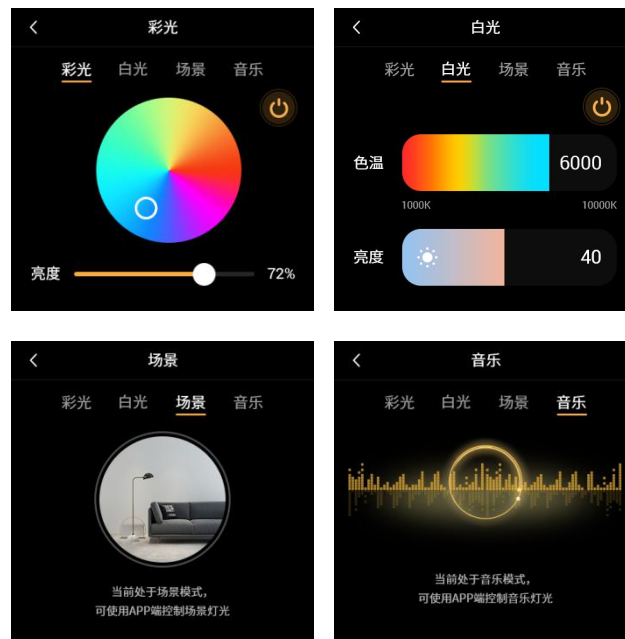 彩光
彩光 白光 场景 音乐
亮度 72%
白光
彩光 白光 场景 音乐
色温 6000
1000K 10000K
亮度 40
场景
彩光 白光 场景 音乐
当前处于场景模式，
可使用APP端控制场景灯光
音乐
彩光 白光 场景 音乐
当前处于音乐模式，
可使用APP端控制音乐灯光